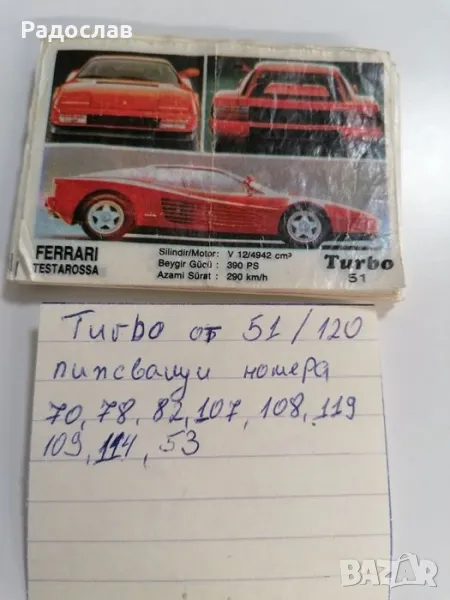 Радослав
FERRARI
TESTAROSSA
Silindir/Motor: V 12/4942 cm³
Beygir Gücü : 390 PS
Azami Sürat : 290 km/h
Turbo
51
Turbo от 51/120
липсващи номера
70, 78, 82, 107, 108, 119
109, 114, 53
BAZAR